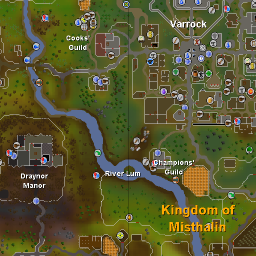 Varrock
Cooks'
Guild
Champions'
Guild
Draynor
Manor
River Lum
Kingdom of
Misthalin